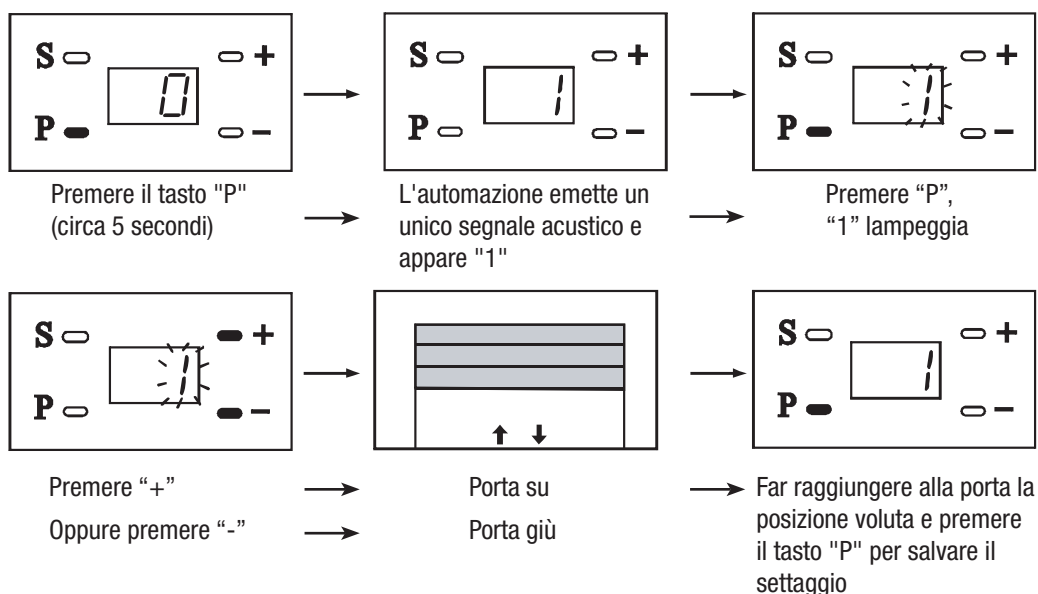 S +
0
P -
S +
1
P -
S +
1
P -
Premere il tasto "P"
(circa 5 secondi)
L'automazione emette un
unico segnale acustico e
appare "1"
Premere “P”,
“1” lampeggia
S +
1
P -
S +
1
P -
Premere “+”
Porta su
Oppure premere “-”
Porta giù
Far raggiungere alla porta la
posizione voluta e premere
il tasto "P" per salvare il
settaggio